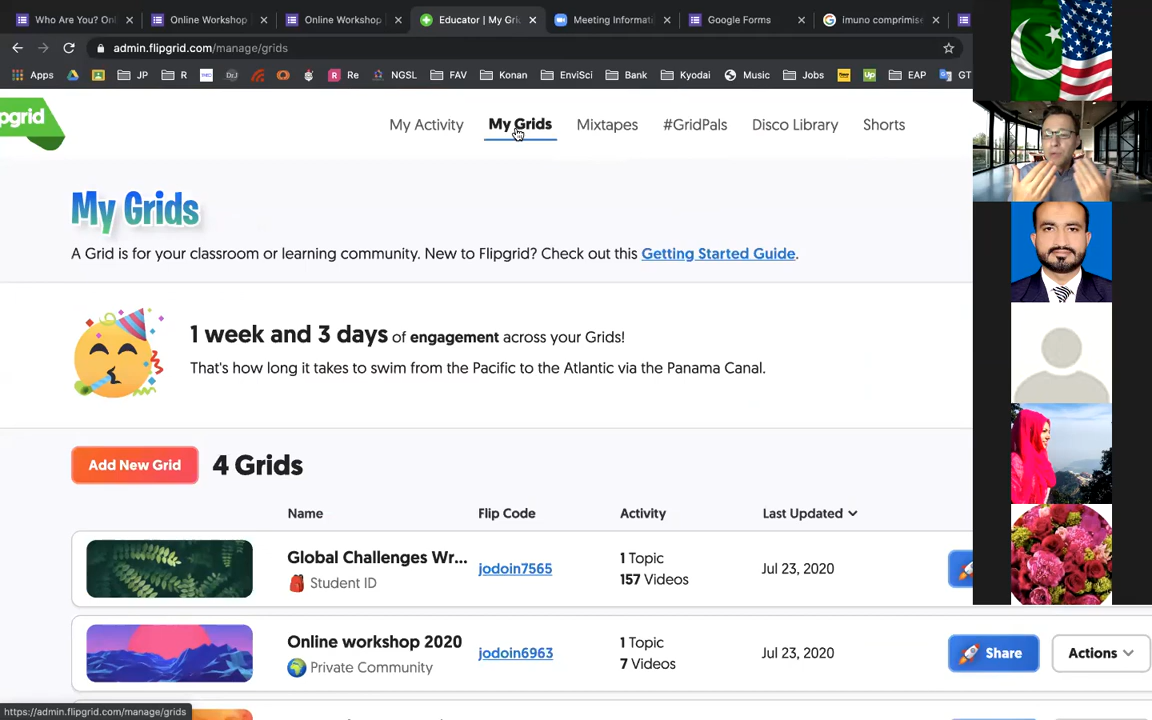 Who Are You? Onl
Online Workshop
Online Workshop
Educator | My Gri
Meeting Informati
Google Forms
imuno comprimise
admin.flipgrid.com/manage/grids
Apps
JP
R
Re
NGSL
FAV
Konan
EnviSci
Bank
Kyodai
Music
Jobs
Up
EAP
GT
pgrid
My Activity
My Grids
Mixtapes
#GridPals
Disco Library
Shorts
My Grids
A Grid is for your classroom or learning community. New to Flipgrid? Check out this Getting Started Guide.
1 week and 3 days of engagement across your Grids!
That's how long it takes to swim from the Pacific to the Atlantic via the Panama Canal.
Add New Grid
4 Grids
Name
Flip Code
Activity
Last Updated
Global Challenges Wr...
Student ID
jodoin7565
1 Topic
157 Videos
Jul 23, 2020
Online workshop 2020
Private Community
jodoin6963
1 Topic
7 Videos
Jul 23, 2020
Share
Actions
https://admin.flipgrid.com/manage/grids